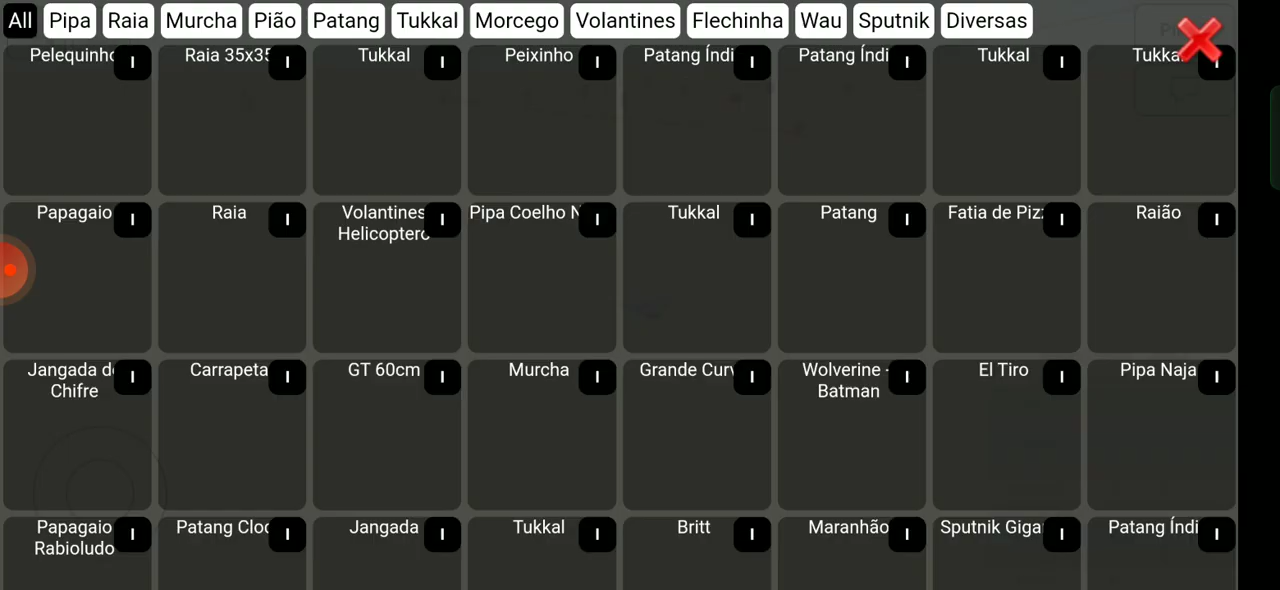 All Pipa Raia Murcha Pião Patang Tukkal Morcego Volantines Flechinha Wau Sputnik Diversas
Pelequinho I Raia 35x35 I Tukkal I Peixinho I Patang Índi I Patang Índi I Tukkal I Tukka I
Papagaio I Raia I Volantines I Pipa Coelho N I Tukkal I Patang I Fatia de Piz I Raião I
Helicoptero
Jangada d I Carrapeta I GT 60cm I Murcha I Grande Curv I Wolverine - I El Tiro I Pipa Naja I
Chifre Batman
Papagaio I Patang Cloc I Jangada I Tukkal I Britt I Maranhão I Sputnik Giga I Patang Índi I
Rabioludo